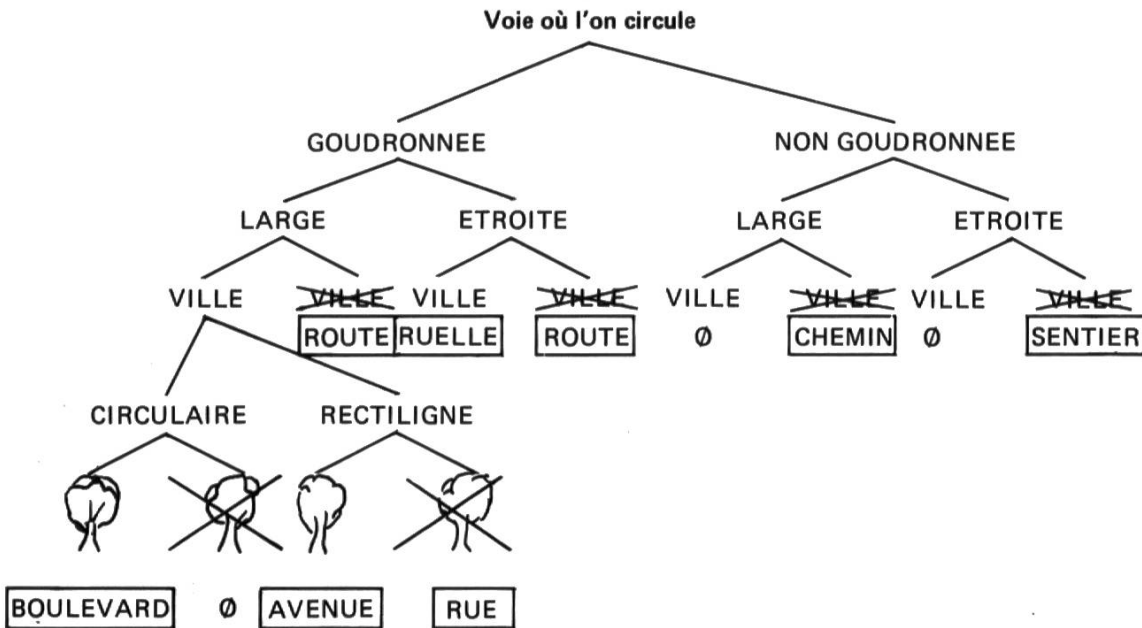 Voie où l'on circule
GOUDRONNEE NON GOUDRONNEE
LARGE ETROITE LARGE ETROITE
VILLE VILLE VILLE VILLE VILLE VILLE VILLE VILLE
ROUTE RUELLE ROUTE Ø CHEMIN Ø SENTIER
CIRCULAIRE RECTILIGNE
BOULEVARD Ø AVENUE RUE